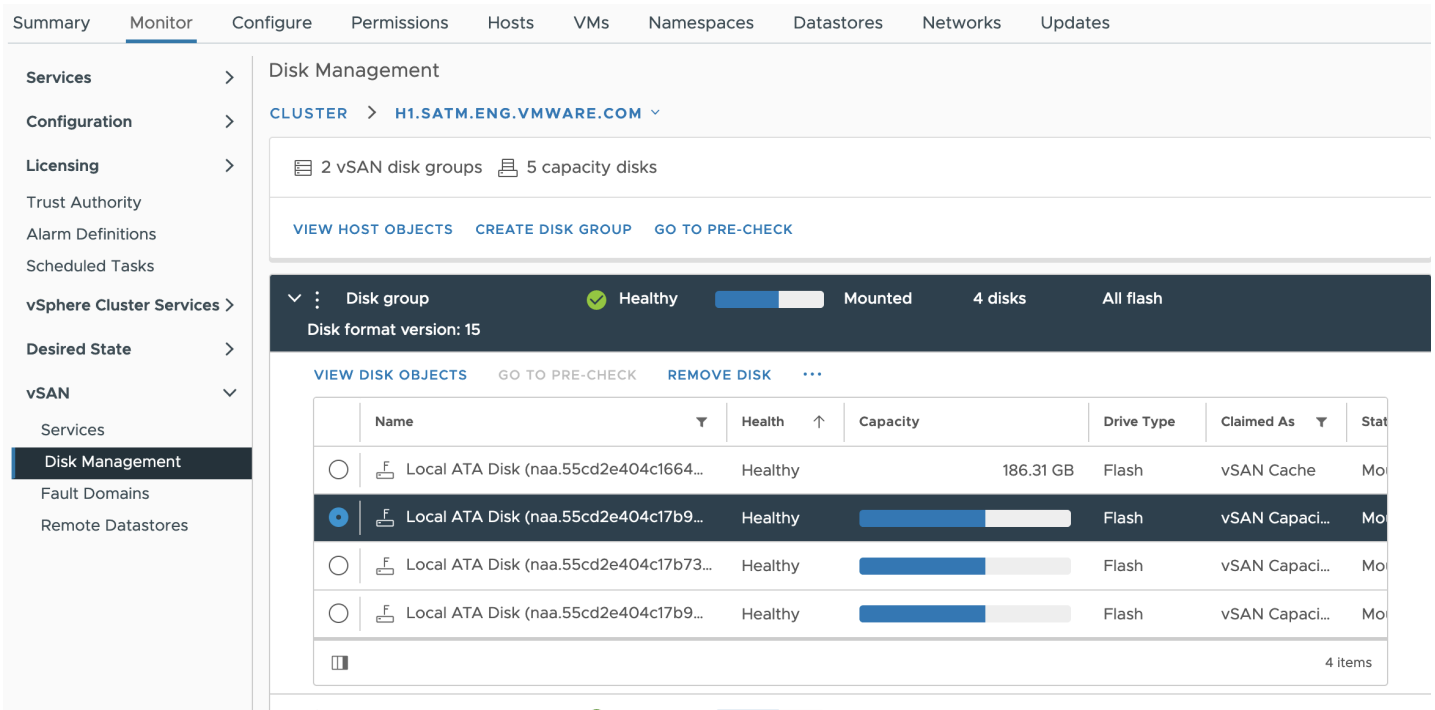 Summary Monitor Configure Permissions Hosts VMs Namespaces Datastores Networks Updates
Services
Configuration
Licensing
Trust Authority
Alarm Definitions
Scheduled Tasks
vSphere Cluster Services
Desired State
vSAN
Services
Disk Management
Fault Domains
Remote Datastores
Disk Management
CLUSTER > H1.SATM.ENG.VMWARE.COM
2 vSAN disk groups 5 capacity disks
VIEW HOST OBJECTS CREATE DISK GROUP GO TO PRE-CHECK
Disk group Healthy Mounted 4 disks All flash
Disk format version: 15
VIEW DISK OBJECTS GO TO PRE-CHECK REMOVE DISK ...
Name Health Capacity Drive Type Claimed As Stat
F Local ATA Disk (naa.55cd2e404c1664... Healthy 186.31 GB Flash vSAN Cache Mo
F Local ATA Disk (naa.55cd2e404c17b9... Healthy Flash vSAN Capaci... Mo
F Local ATA Disk (naa.55cd2e404c17b73... Healthy Flash vSAN Capaci... Mo
F Local ATA Disk (naa.55cd2e404c17b9... Healthy Flash vSAN Capaci... Mo
4 items